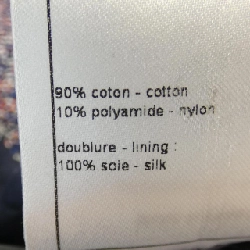 90% coton - cotton
10% polyamide - nylon
doublure - lining :
100% soie - silk